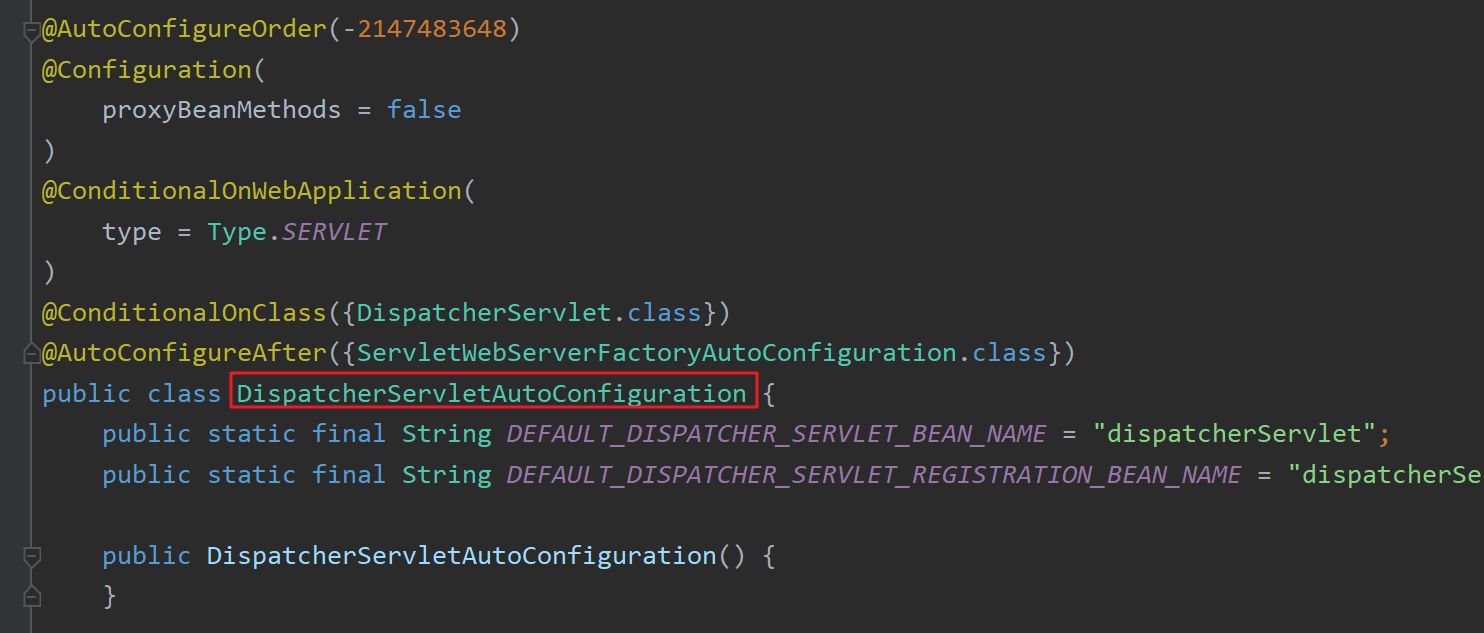 @AutoConfigureOrder(-2147483648)
@Configuration(
    proxyBeanMethods = false
)
@ConditionalOnWebApplication(
    type = Type.SERVLET
)
@ConditionalOnClass({DispatcherServlet.class})
@AutoConfigureAfter({ServletWebServerFactoryAutoConfiguration.class})
public class DispatcherServletAutoConfiguration {
    public static final String DEFAULT_DISPATCHER_SERVLET_BEAN_NAME = "dispatcherServlet";
    public static final String DEFAULT_DISPATCHER_SERVLET_REGISTRATION_BEAN_NAME = "dispatcherSe
    public DispatcherServletAutoConfiguration() {
    }